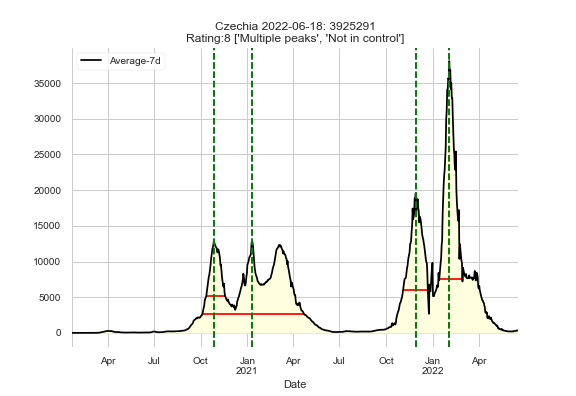 Czechia 2022-06-18: 3925291
Rating:8 ['Multiple peaks', 'Not in control']
Average-7d
35000
30000
25000
20000
15000
10000
5000
0
Apr Jul Oct Jan Apr Jul Oct Jan Apr
2021 2022
Date